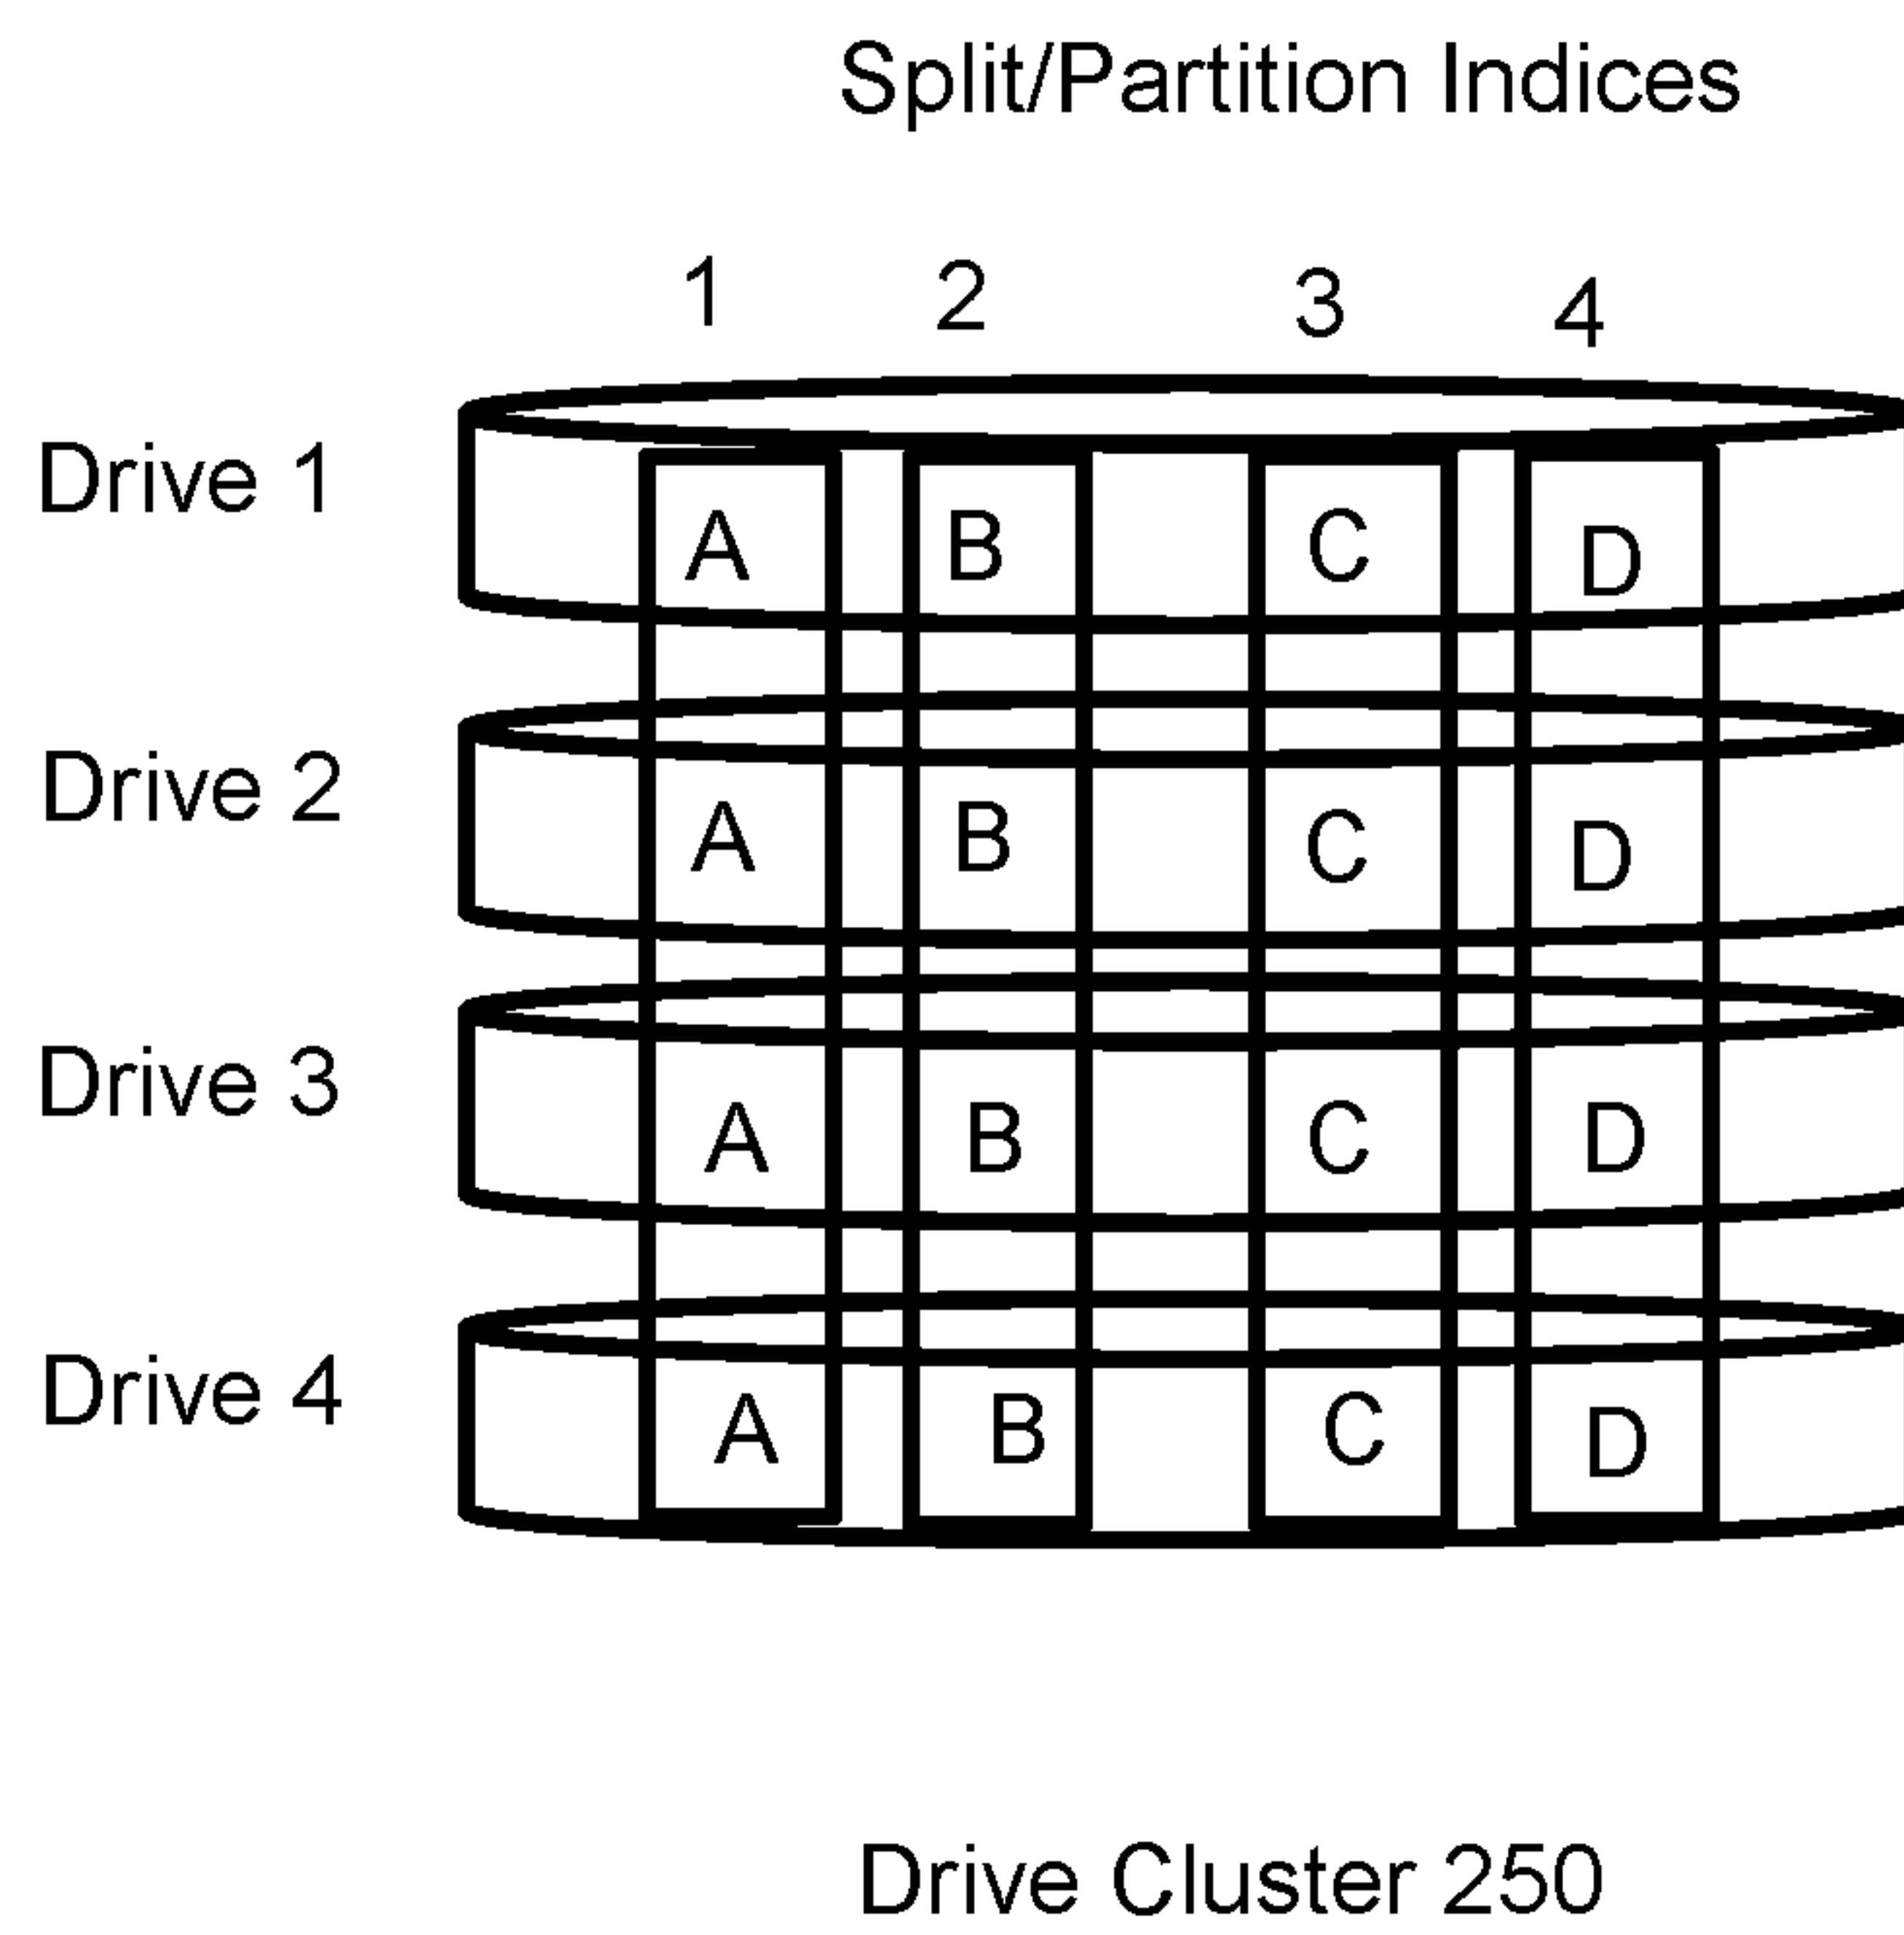 Split/Partition Indices
1 2 3 4
Drive 1 A B C D
Drive 2 A B C D
Drive 3 A B C D
Drive 4 A B C D
Drive Cluster 250